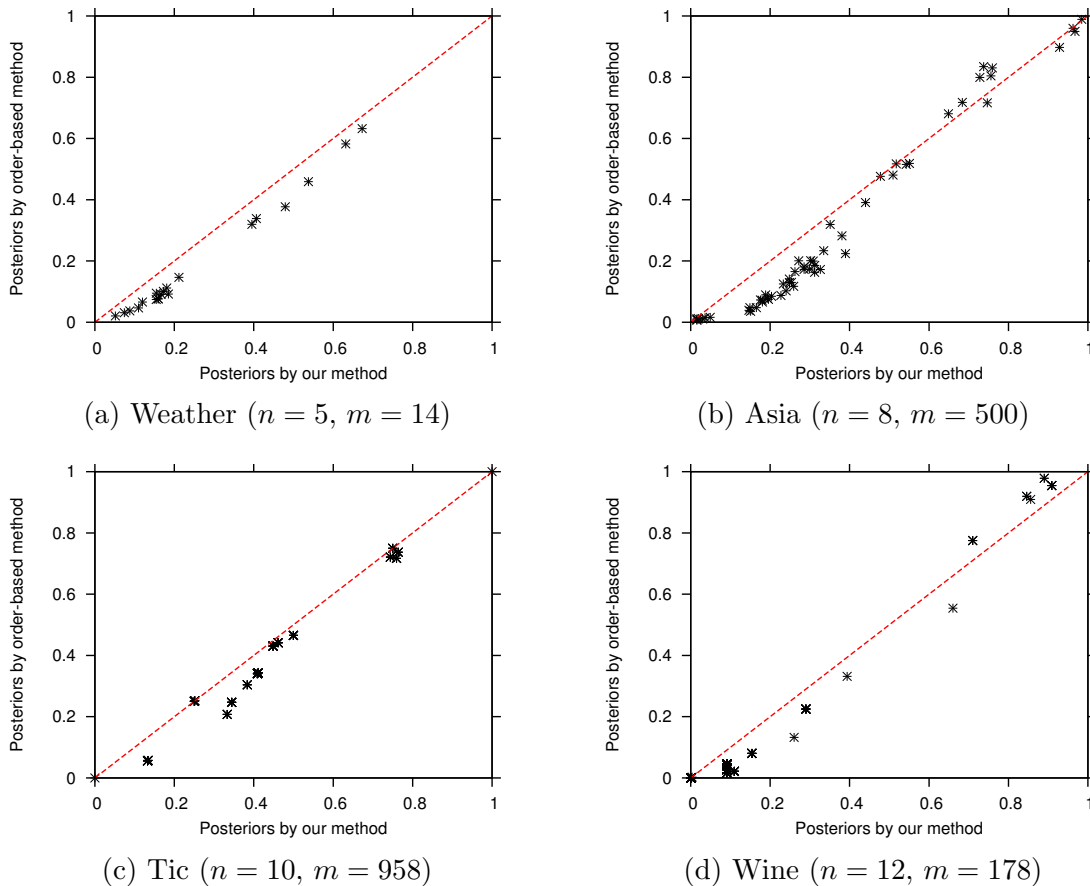 1
0.8
0.6
0.4
0.2
0
0 0.2 0.4 0.6 0.8 1
Posteriors by order-based method
Posteriors by our method
(a) Weather (n = 5, m = 14)
1
0.8
0.6
0.4
0.2
0
0 0.2 0.4 0.6 0.8 1
Posteriors by order-based method
Posteriors by our method
(b) Asia (n = 8, m = 500)
1
0.8
0.6
0.4
0.2
0
0 0.2 0.4 0.6 0.8 1
Posteriors by order-based method
Posteriors by our method
(c) Tic (n = 10, m = 958)
1
0.8
0.6
0.4
0.2
0
0 0.2 0.4 0.6 0.8 1
Posteriors by order-based method
Posteriors by our method
(d) Wine (n = 12, m = 178)